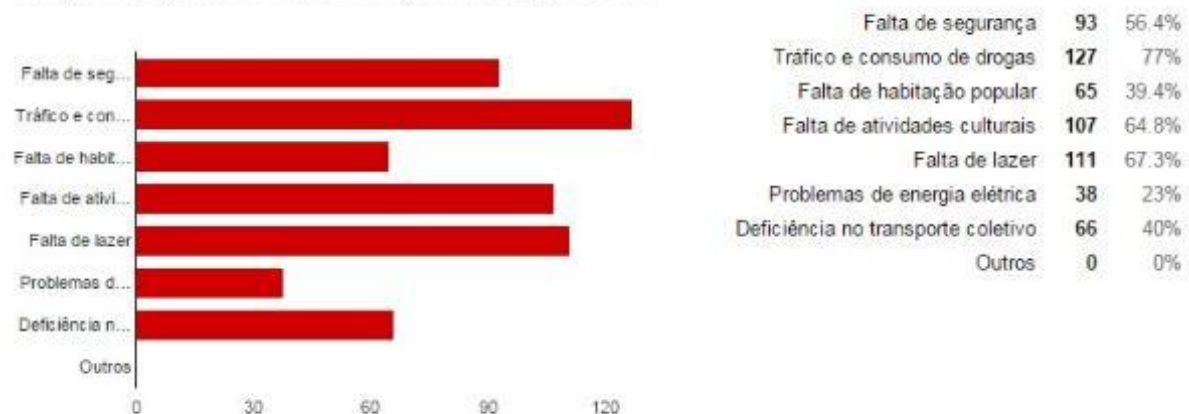 Falta de seg...
Tráfico e con...
Falta de habit...
Falta de ativi...
Falta de lazer
Problemas d...
Deficiência n...
Outros
0 30 60 90 120
Falta de segurança 93 56.4%
Tráfico e consumo de drogas 127 77%
Falta de habitação popular 65 39.4%
Falta de atividades culturais 107 64.8%
Falta de lazer 111 67.3%
Problemas de energia elétrica 38 23%
Deficiência no transporte coletivo 66 40%
Outros 0 0%